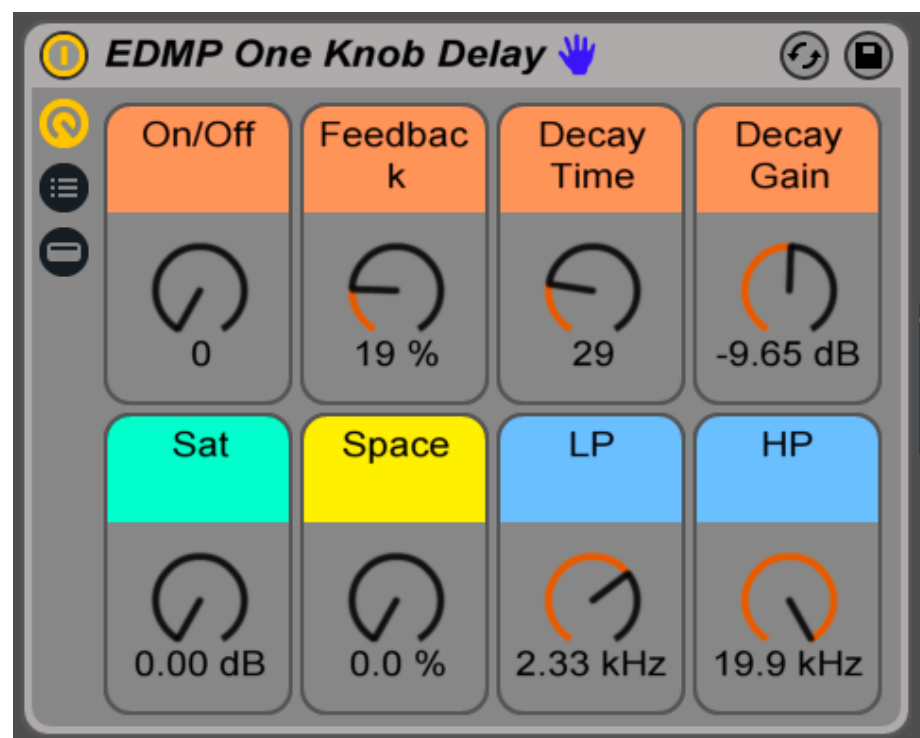 EDMP One Knob Delay
On/Off
Feedbac
k
Decay
Time
Decay
Gain
0
19 %
29
-9.65 dB
Sat
Space
LP
HP
0.00 dB
0.0 %
2.33 kHz
19.9 kHz